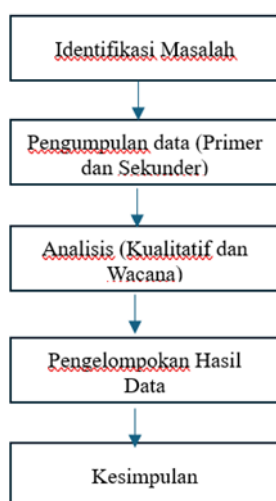 Identifikasi Masalah
Pengumpulan data (Primer
dan Sekunder)
Analisis (Kualitatif dan
Wacana)
Pengelompokan Hasil
Data
Kesimpulan